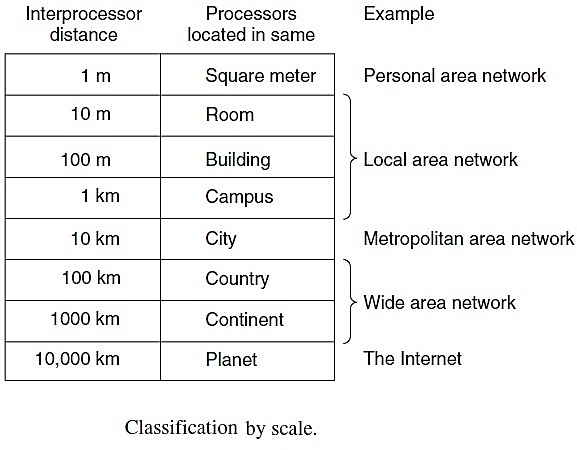 Interprocessor distance Processors located in same Example
1 m Square meter Personal area network
10 m Room
100 m Building Local area network
1 km Campus
10 km City Metropolitan area network
100 km Country
Wide area network
1000 km Continent
10,000 km Planet The Internet
Classification by scale.